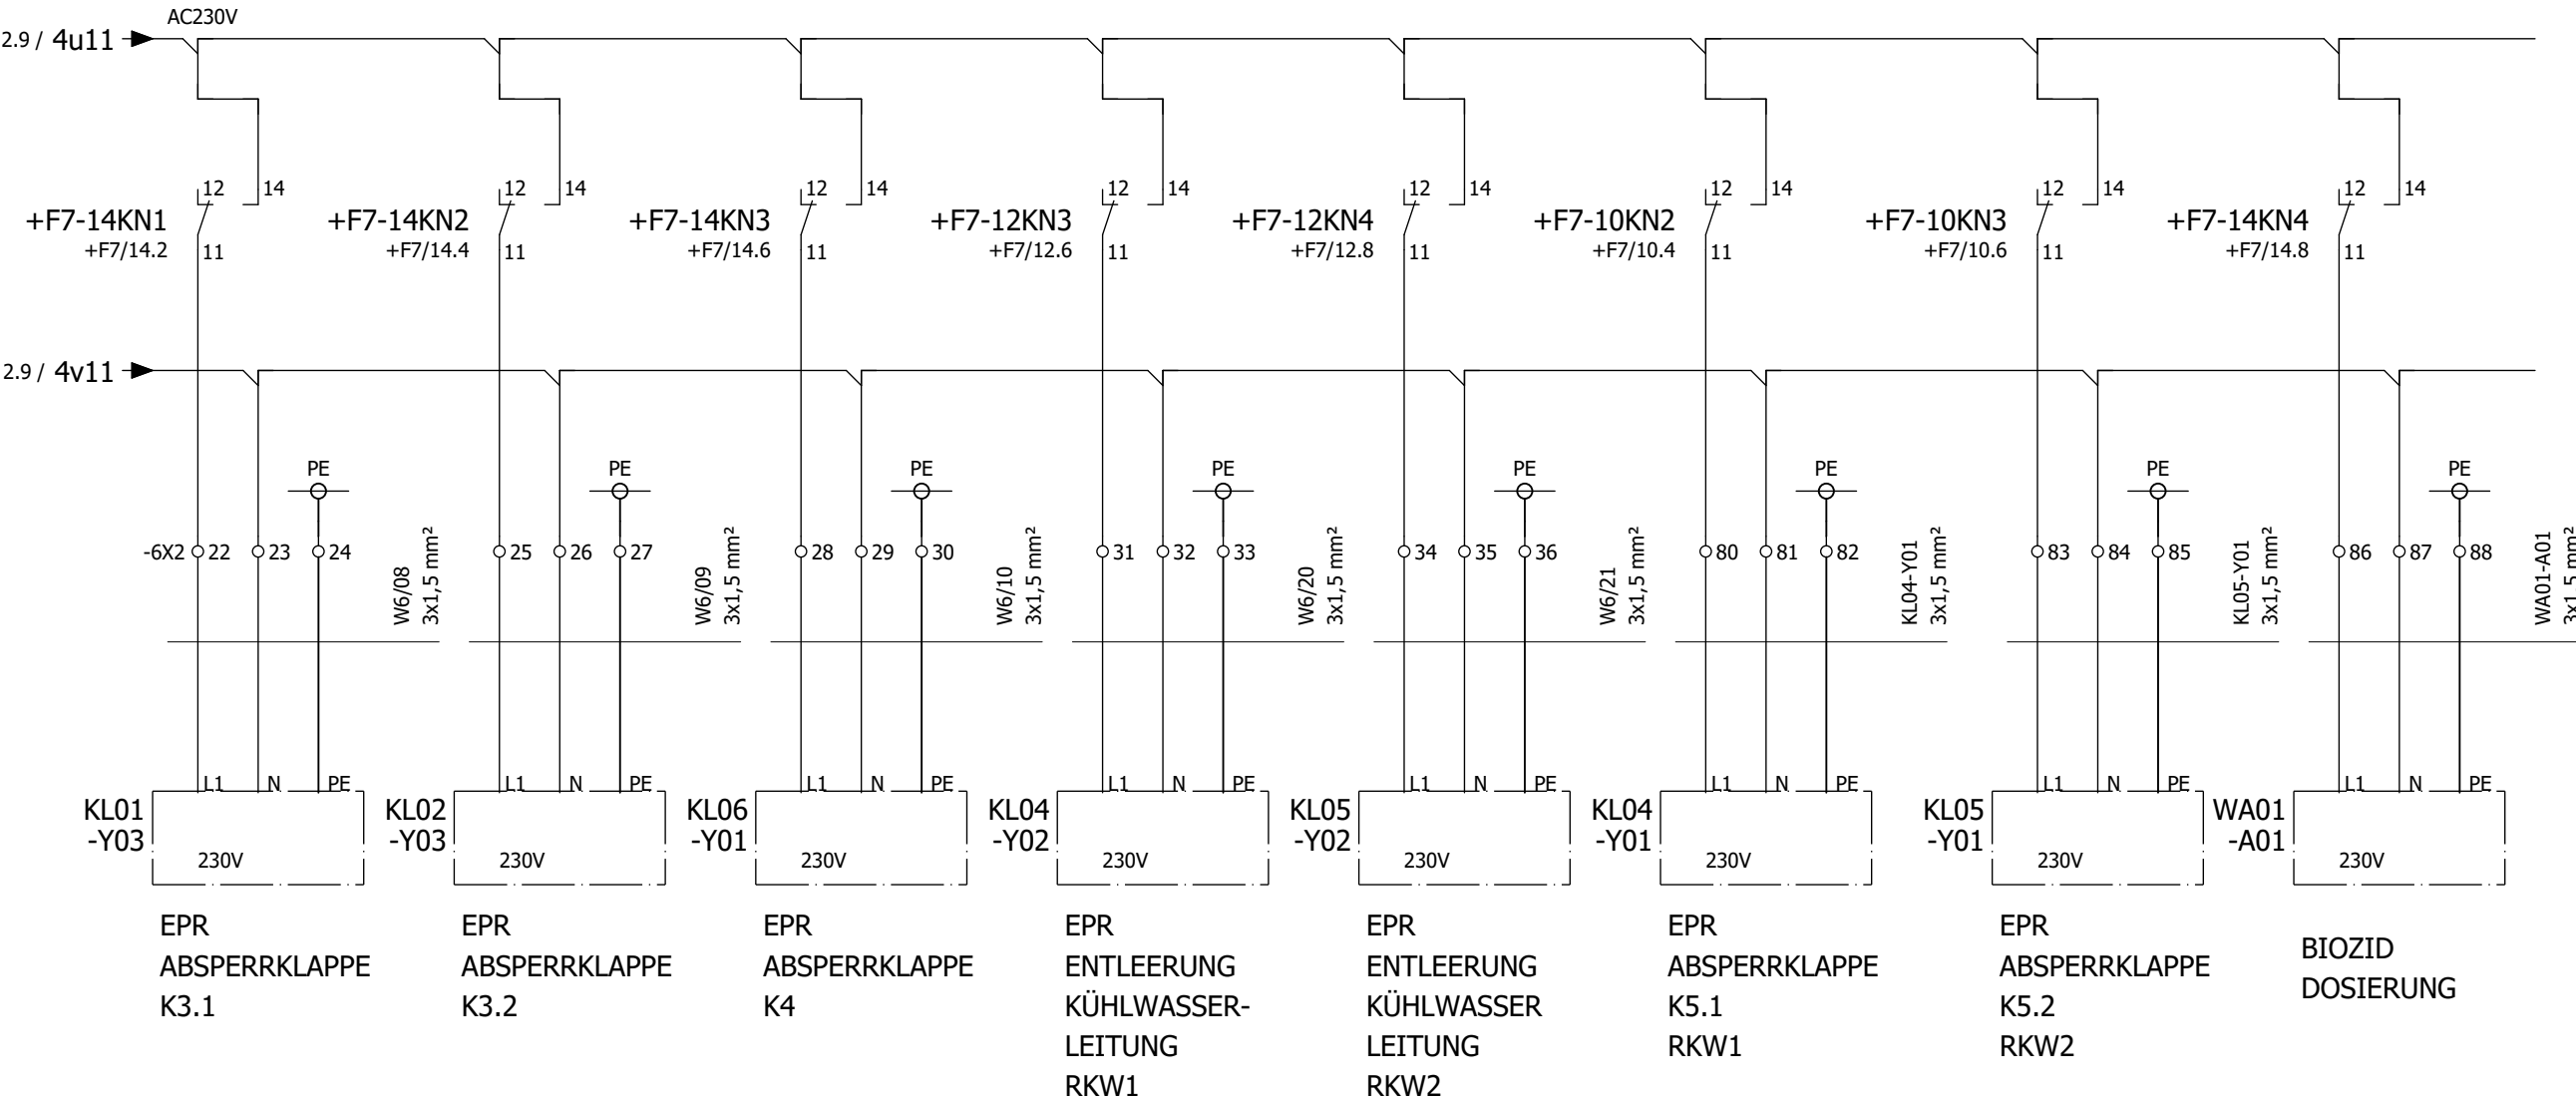 AC230V
2.9 / 4u11
12 14 12 14 12 14 12 14 12 14 12 14 12 14 12 14
+F7-14KN1 +F7-14KN2 +F7-14KN3 +F7-12KN3 +F7-12KN4 +F7-10KN2 +F7-10KN3 +F7-14KN4
+F7/14.2 11 +F7/14.4 11 +F7/14.6 11 +F7/12.6 11 +F7/12.8 11 +F7/10.4 11 +F7/10.6 11 +F7/14.8 11
2.9 / 4v11
PE PE PE PE PE PE PE PE
-6X2 22 23 24 25 26 27 28 29 30 31 32 33 34 35 36 80 81 82 83 84 85 86 87 88
W6/08
3x1,5 mm²
W6/09
3x1,5 mm²
W6/10
3x1,5 mm²
W6/20
3x1,5 mm²
W6/21
3x1,5 mm²
KL04-Y01
3x1,5 mm²
KL05-Y01
3x1,5 mm²
WA01-A01
3x1,5 mm²
L1 N PE L1 N PE L1 N PE L1 N PE L1 N PE L1 N PE L1 N PE L1 N PE
KL01
-Y03
230V
KL02
-Y03
230V
KL06
-Y01
230V
KL04
-Y02
230V
KL05
-Y02
230V
KL04
-Y01
230V
KL05
-Y01
230V
WA01
-A01
230V
EPR
ABSPERRKLAPPE
K3.1
EPR
ABSPERRKLAPPE
K3.2
EPR
ABSPERRKLAPPE
K4
EPR
ENTLEERUNG
KÜHLWASSER-
LEITUNG
RKW1
EPR
ENTLEERUNG
KÜHLWASSER
LEITUNG
RKW2
EPR
ABSPERRKLAPPE
K5.1
RKW1
EPR
ABSPERRKLAPPE
K5.2
RKW2
BIOZID
DOSIERUNG